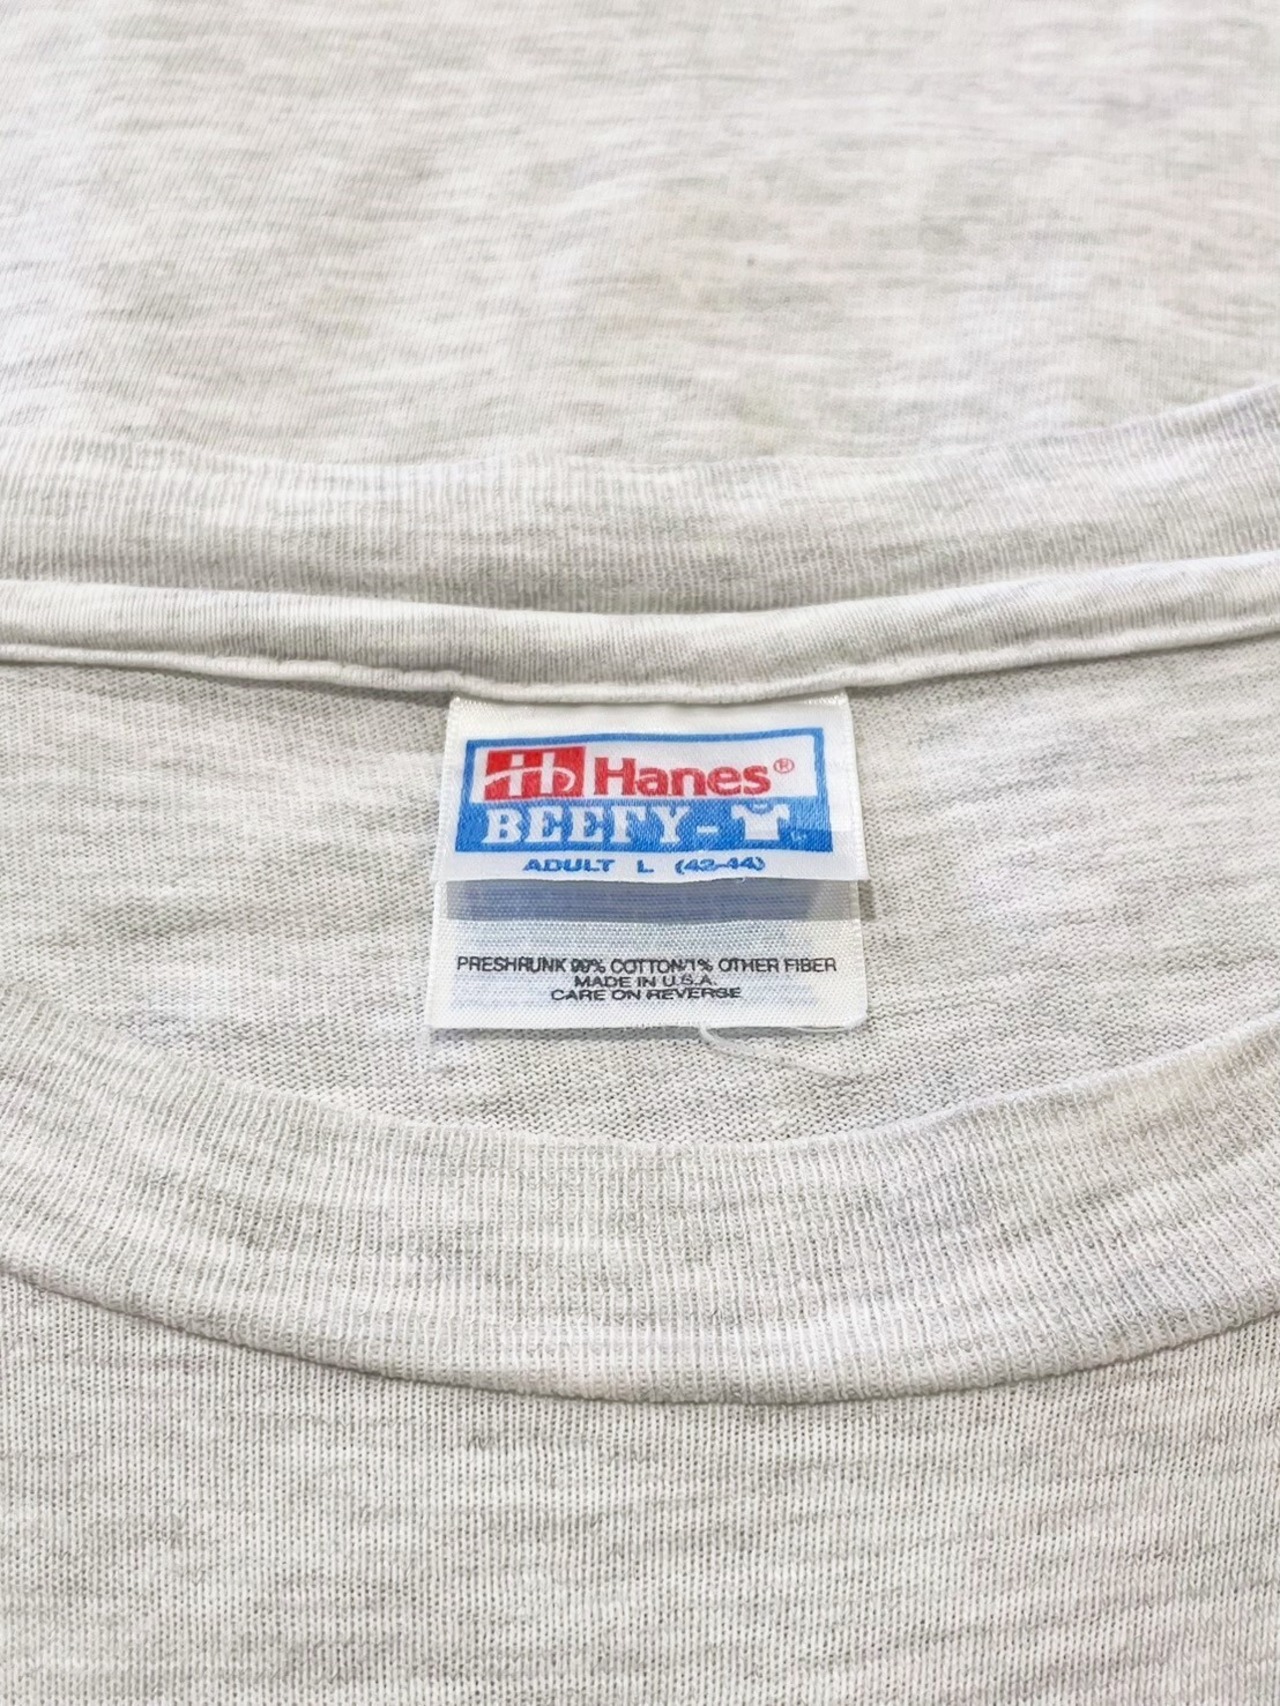 Hanes®
BEEFY-
ADULT L (42-44)
PRESHRUNK 99% COTTON/1% OTHER FIBER
MADE IN U.S.A.
CARE ON REVERSE